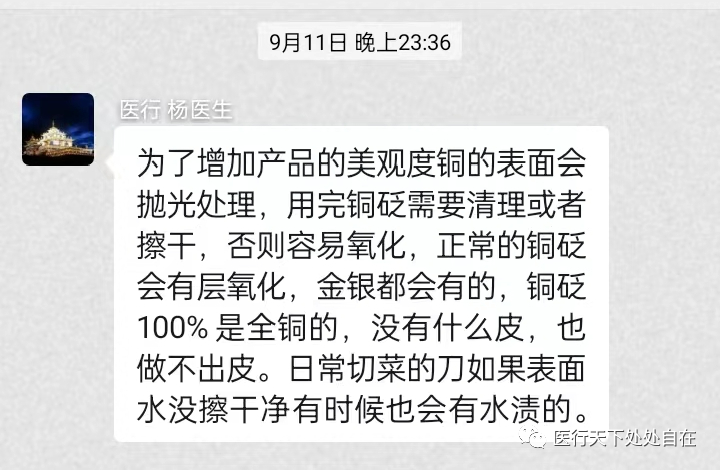 9月11日 晚上23:36
医行 杨医生
为了增加产品的美观度铜的表面会
抛光处理，用完铜砭需要清理或者
擦干，否则容易氧化，正常的铜砭
会有层氧化，金银都会有的，铜砭
100% 是全铜的，没有什么皮，也
做不出皮。日常切菜的刀如果表面
水没擦干净有时候也会有水渍的。
医行天下处处自在